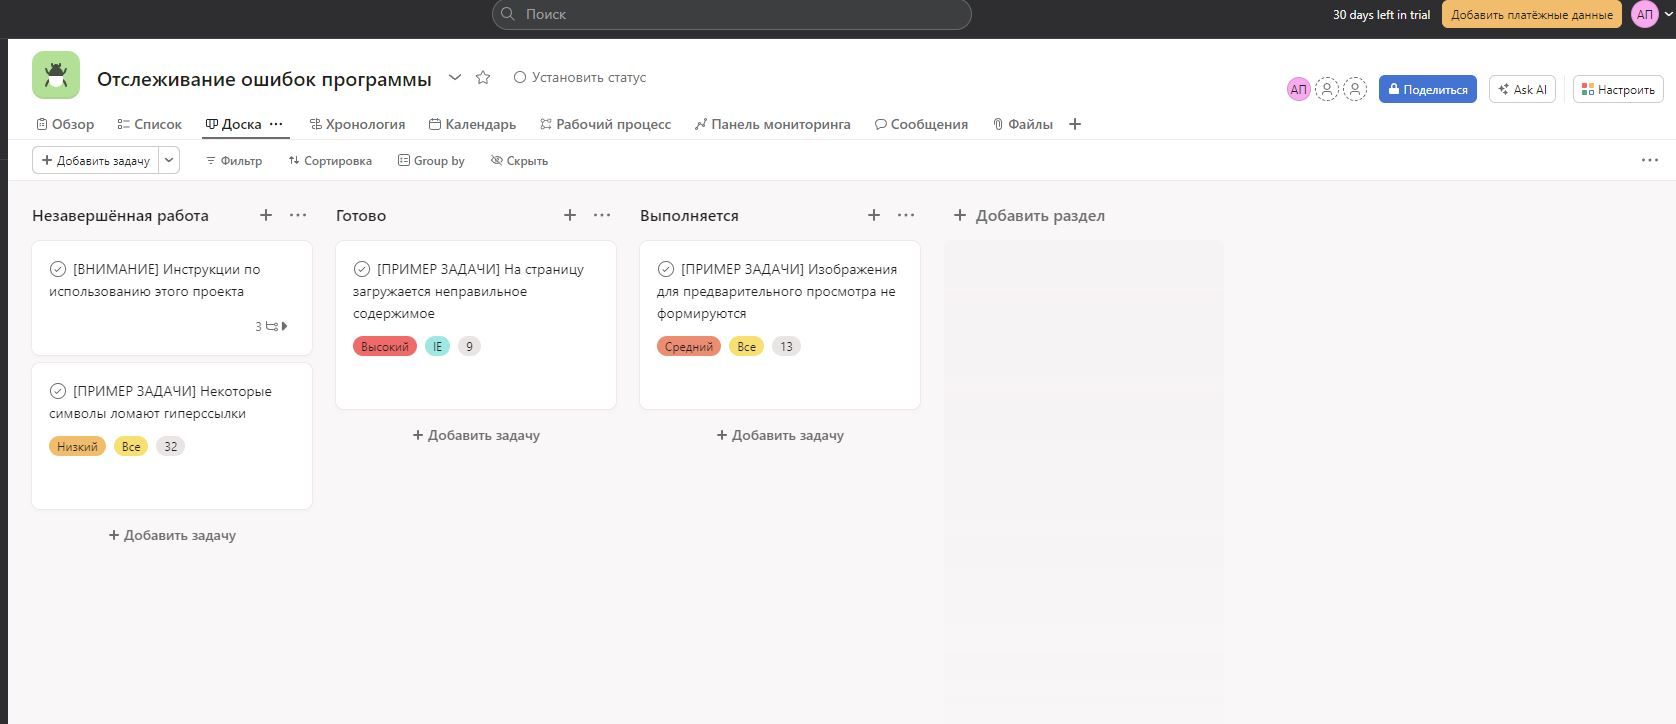 Поиск
30 days left in trial
Добавить платёжные данные
АП
Отслеживание ошибок программы
Установить статус
АП
Поделиться
Ask AI
Настроить
Обзор
Список
Доска
Хронология
Календарь
Рабочий процесс
Панель мониторинга
Сообщения
Файлы
Добавить задачу
Фильтр
Сортировка
Group by
Скрыть
Незавершённая работа
[ВНИМАНИЕ] Инструкции по
использованию этого проекта
3
[ПРИМЕР ЗАДАЧИ] Некоторые
символы ломают гиперссылки
Низкий
Все
32
Добавить задачу
Готово
[ПРИМЕР ЗАДАЧИ] На страницу
загружается неправильное
содержимое
Высокий
IE
9
Добавить задачу
Выполняется
[ПРИМЕР ЗАДАЧИ] Изображения
для предварительного просмотра не
формируются
Средний
Все
13
Добавить задачу
Добавить раздел